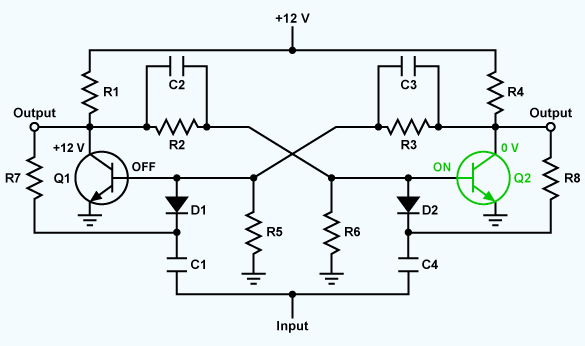 +12 V
C2
C3
R1
R4
Output
Output
R2
R3
+12 V
0 V
OFF
ON
R7
Q1
Q2
R8
D1
D2
R5
R6
C1
C4
Input